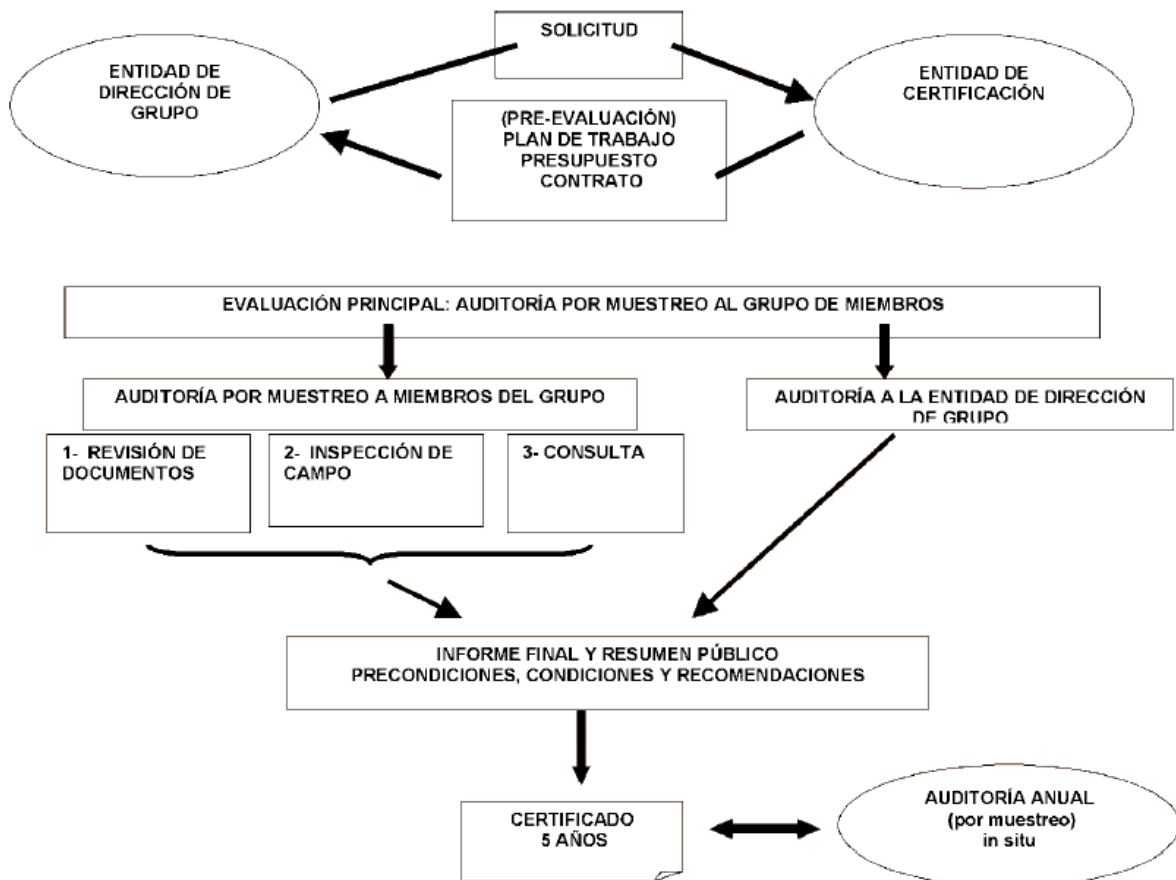 SOLICITUD
ENTIDAD DE
DIRECCIÓN DE
GRUPO
ENTIDAD DE
CERTIFICACIÓN
(PRE-EVALUACIÓN)
PLAN DE TRABAJO
PRESUPUESTO
CONTRATO
EVALUACIÓN PRINCIPAL: AUDITORÍA POR MUESTREO AL GRUPO DE MIEMBROS
AUDITORÍA POR MUESTREO A MIEMBROS DEL GRUPO
AUDITORÍA A LA ENTIDAD DE DIRECCIÓN
DE GRUPO
1- REVISIÓN DE
DOCUMENTOS
2- INSPECCIÓN DE
CAMPO
3- CONSULTA
INFORME FINAL Y RESUMEN PÚBLICO
PRECONDICIONES, CONDICIONES Y RECOMENDACIONES
CERTIFICADO
5 AÑOS
AUDITORÍA ANUAL
(por muestreo)
in situ